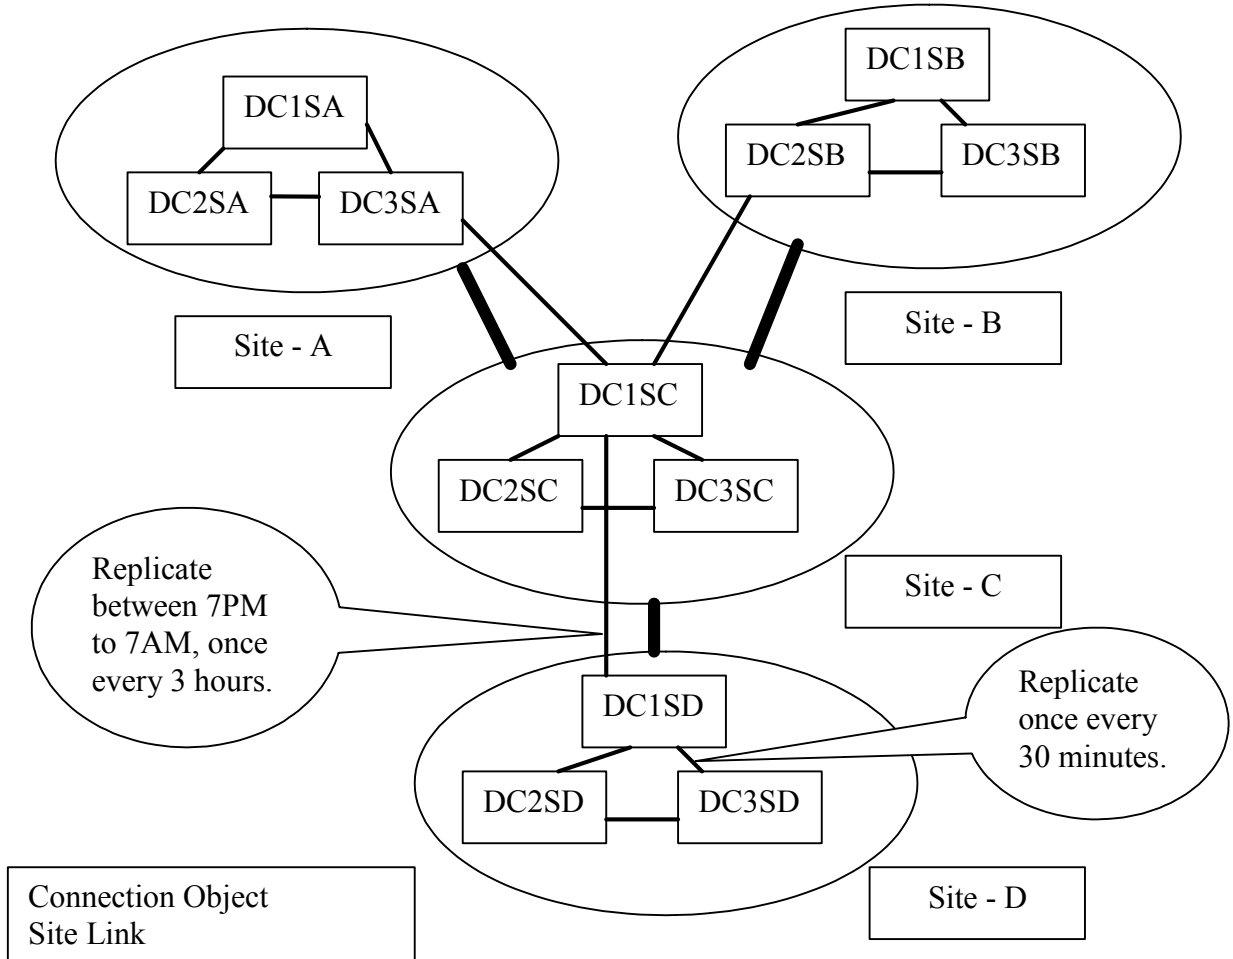 DC1SB
DC1SA
DC2SB
DC3SB
DC2SA
DC3SA
Site - B
Site - A
DC1SC
DC2SC
DC3SC
Replicate
between 7PM
to 7AM, once
every 3 hours.
Site - C
DC1SD
Replicate
once every
30 minutes.
DC2SD
DC3SD
Connection Object
Site Link
Site - D